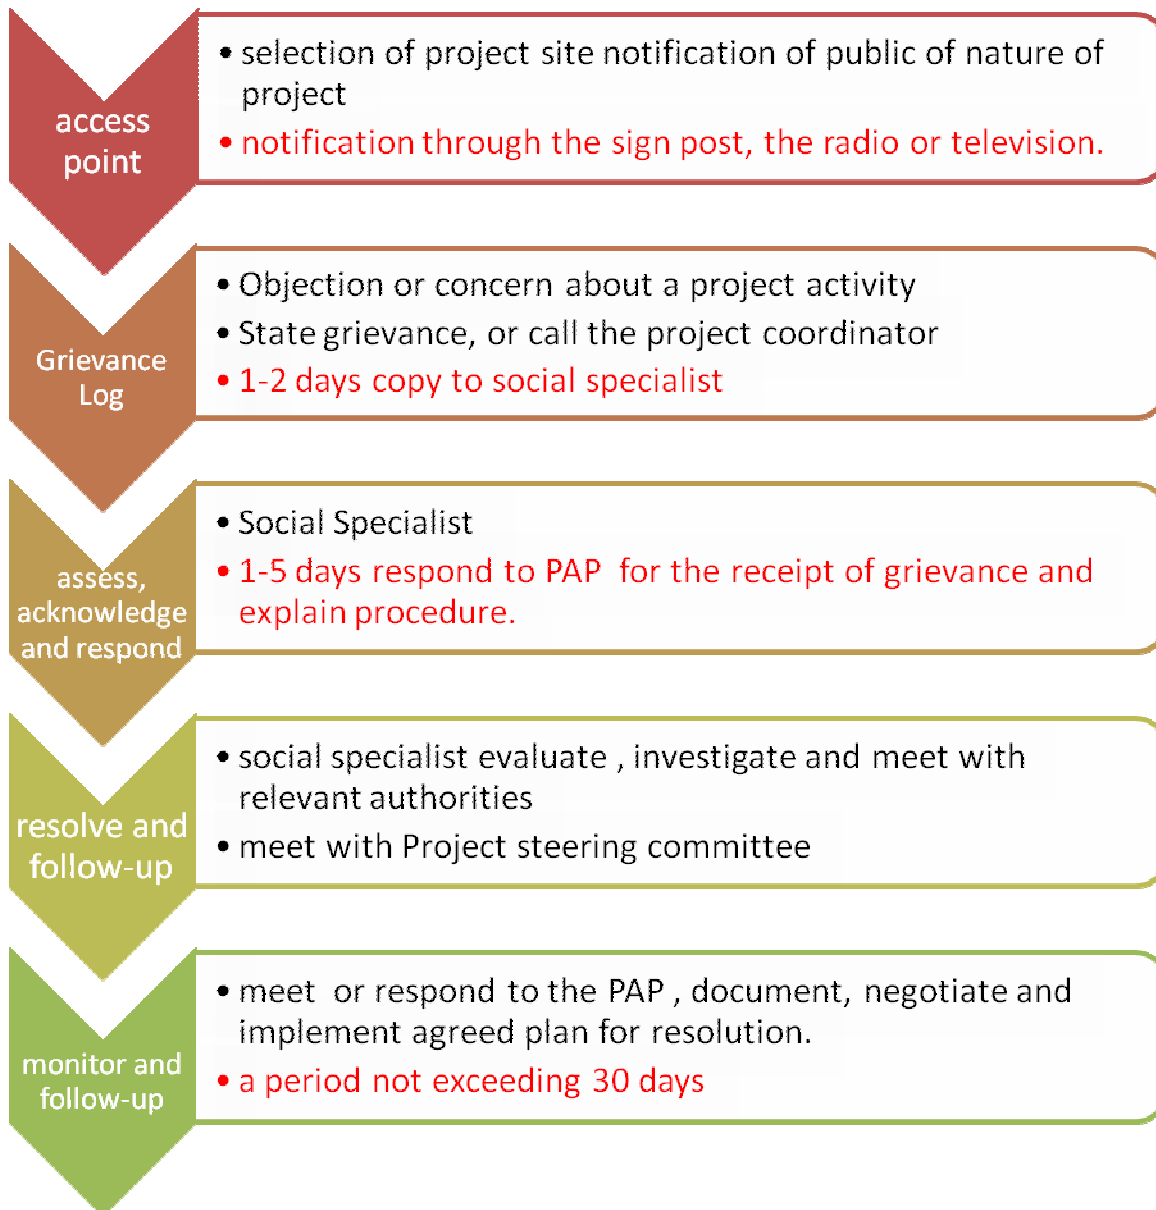 access
point
• selection of project site notification of public of nature of
project
• notification through the sign post, the radio or television.
Grievance
Log
• Objection or concern about a project activity
• State grievance, or call the project coordinator
• 1-2 days copy to social specialist
assess,
acknowledge
and respond
• Social Specialist
• 1-5 days respond to PAP for the receipt of grievance and
explain procedure.
resolve and
follow-up
• social specialist evaluate , investigate and meet with
relevant authorities
• meet with Project steering committee
monitor and
follow-up
• meet or respond to the PAP , document, negotiate and
implement agreed plan for resolution.
• a period not exceeding 30 days